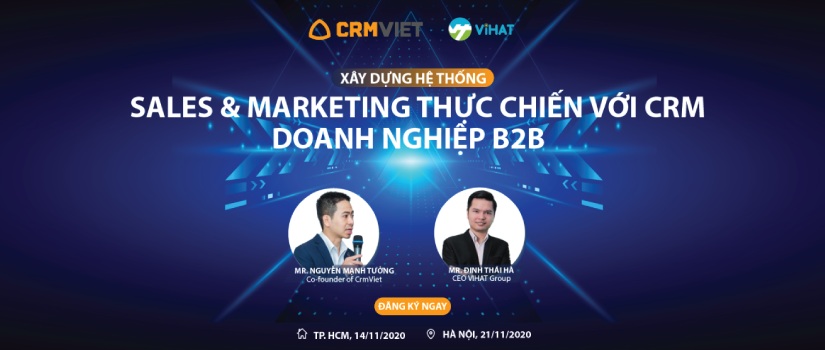 CRMVIET ViHAT
XÂY DỰNG HỆ THỐNG
SALES & MARKETING THỰC CHIẾN VỚI CRM
DOANH NGHIỆP B2B
MR. NGUYỄN MẠNH TƯỜNG
Co-founder of CrmViet
MR. ĐINH THÁI HÀ
CEO VIHAT Group
ĐĂNG KÝ NGAY
TP. HCM, 14/11/2020 HÀ NỘI, 21/11/2020